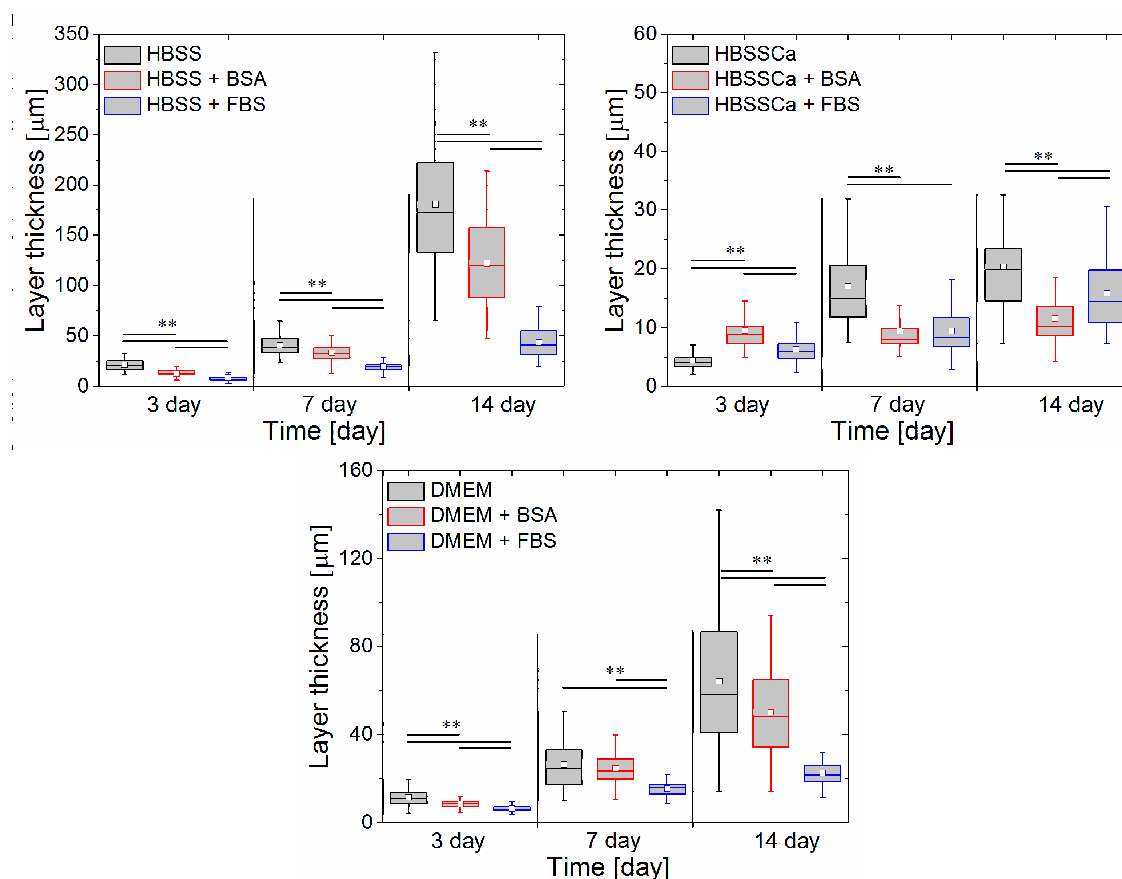 350
300
250
200
150
100
50
0
Layer thickness [µm]
HBSS
HBSS + BSA
HBSS + FBS
**
**
**
3 day 7 day 14 day
Time [day]
60
50
40
30
20
10
0
Layer thickness [µm]
HBSSCa
HBSSCa + BSA
HBSSCa + FBS
**
**
**
3 day 7 day 14 day
Time [day]
160
120
80
40
0
Layer thickness [µm]
DMEM
DMEM + BSA
DMEM + FBS
**
**
**
3 day 7 day 14 day
Time [day]